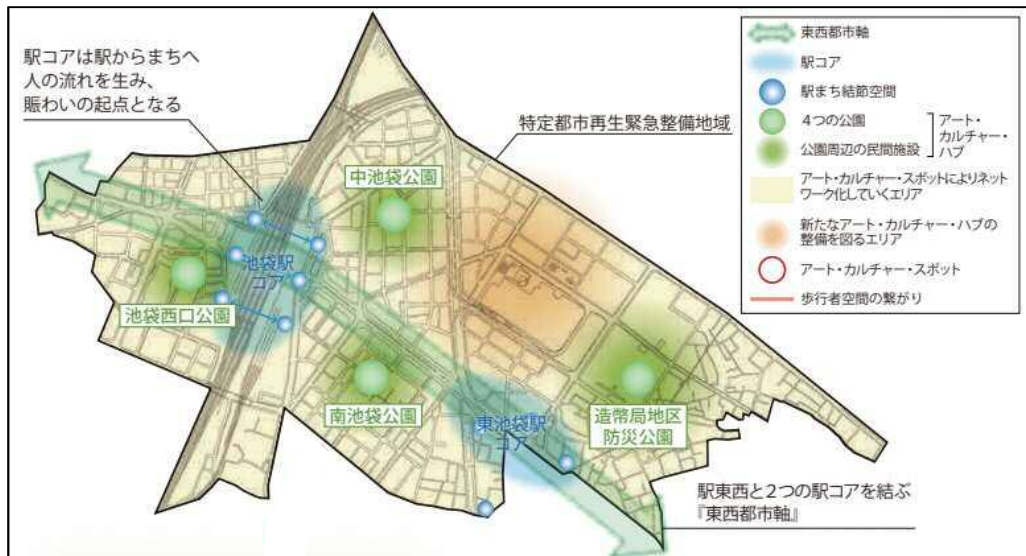 駅コアは駅からまちへ
人の流れを生み、
賑わいの起点となる
特定都市再生緊急整備地域
中池袋公園
池袋駅
コア
池袋西口公園
南池袋公園
東池袋駅
コア
造幣局地区
防災公園
駅東西と2つの駅コアを結ぶ
『東西都市軸』
東西都市軸
駅コア
駅まち結節空間
4つの公園
公園周辺の民間施設
アート・
カルチャー・
ハブ
アート・カルチャー・スポットによりネット
ワーク化していくエリア
新たなアート・カルチャー・ハブの
整備を図るエリア
アート・カルチャー・スポット
歩行者空間の繋がり